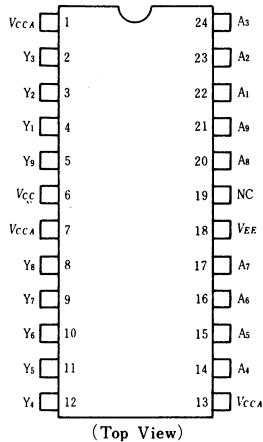 VCCA 1 24 A3
Y3 2 23 A2
Y2 3 22 A1
Y1 4 21 A9
Y9 5 20 A8
VCC 6 19 NC
VCCA 7 18 VEE
Y8 8 17 A7
Y7 9 16 A6
Y6 10 15 A5
Y5 11 14 A4
Y4 12 13 VCCA
(Top View)